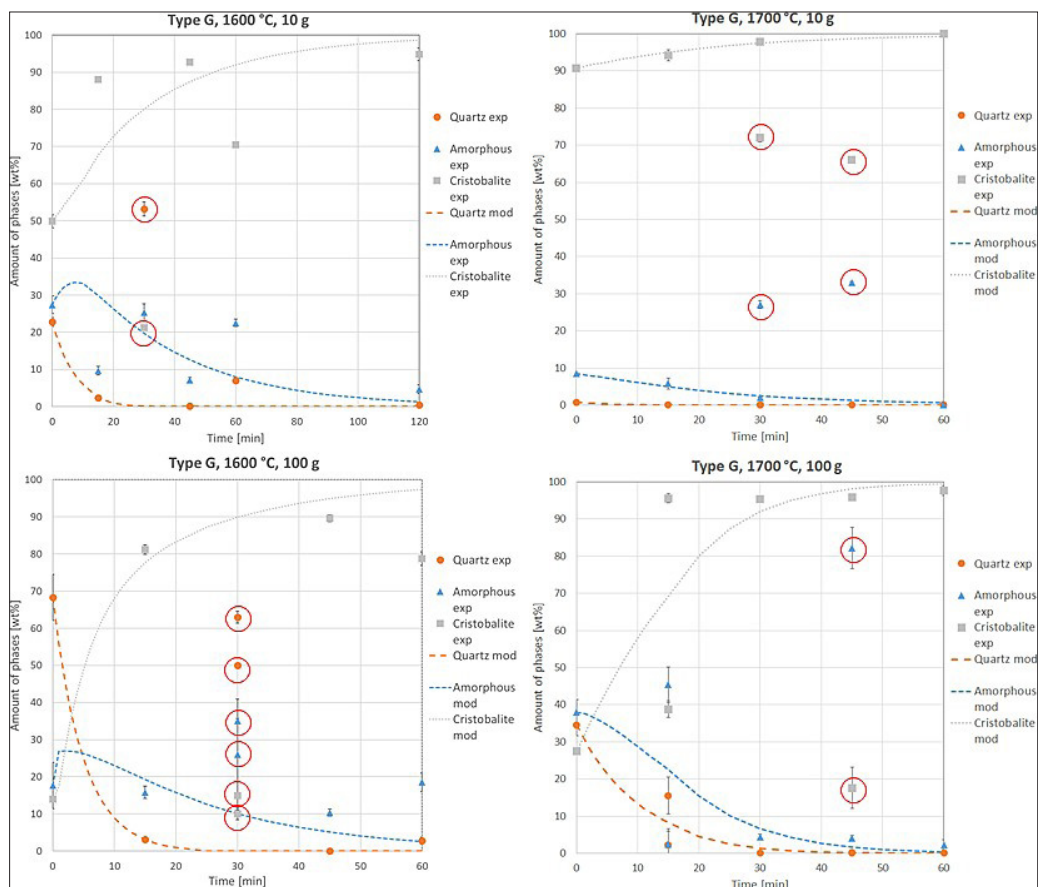 Type G, 1600 °C, 10 g
100
90
80
70
60
50
40
30
20
10
0
Amount of phases [wt%]
0 20 40 60 80 100 120
Time [min]
Quartz exp
Amorphous
exp
Cristobalite
exp
Quartz mod
Amorphous
exp
Cristobalite
exp
Type G, 1700 °C, 10 g
100
90
80
70
60
50
40
30
20
10
0
Amount of phases [wt%]
0 10 20 30 40 50 60
Time [min]
Quartz exp
Amorphous
exp
Cristobalite
exp
Quartz mod
Amorphous
mod
Cristobalite
mod
Type G, 1600 °C, 100 g
100
90
80
70
60
50
40
30
20
10
0
Amount of phases [wt%]
0 10 20 30 40 50 60
Time [min]
Quartz exp
Amorphous
exp
Cristobalite
exp
Quartz mod
Amorphous
mod
Cristobalite
mod
Type G, 1700 °C, 100 g
100
90
80
70
60
50
40
30
20
10
0
Amount of phases [wt%]
0 10 20 30 40 50 60
Time [min]
Quartz exp
Amorphous
exp
Cristobalite
exp
Quartz mod
Amorphous
mod
Cristobalite
mod